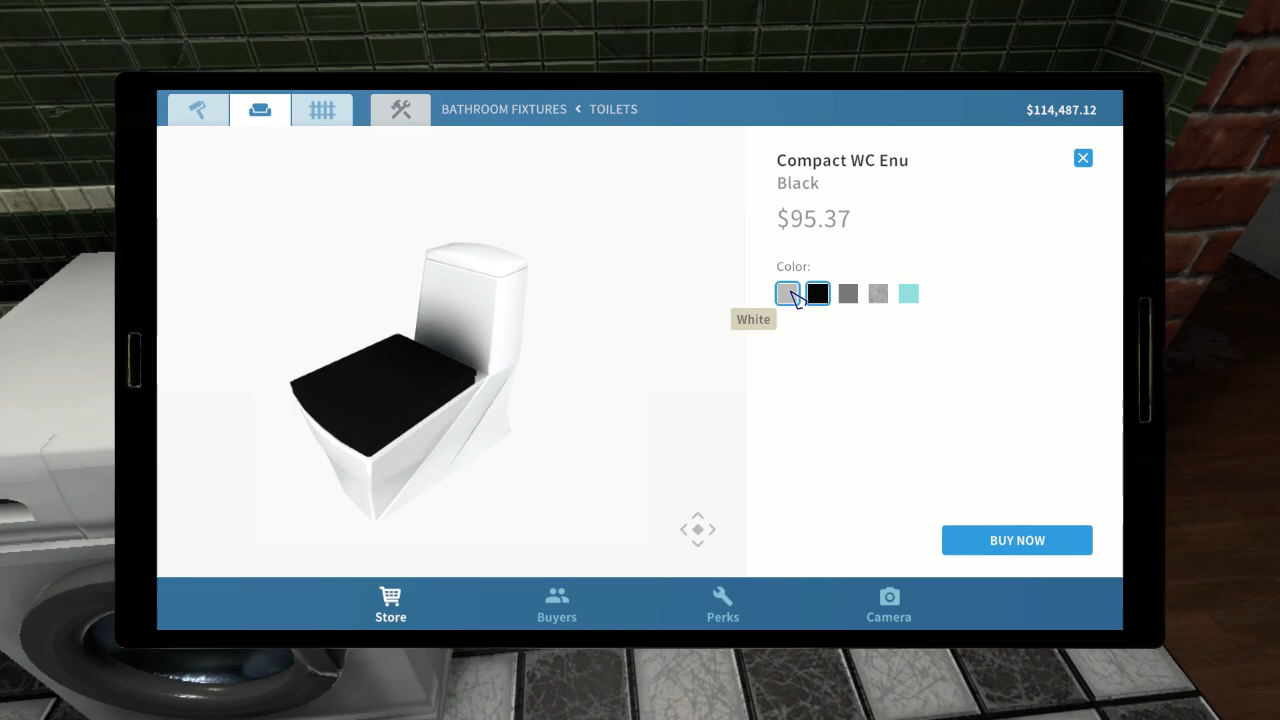 BATHROOM FIXTURES < TOILETS
$114,487.12
Compact WC Enu
Black
$95.37
Color:
White
BUY NOW
Store
Buyers
Perks
Camera